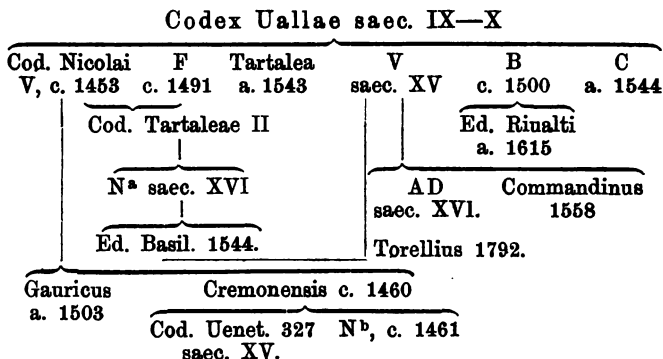 Codex Uallae saec. IX—X
Cod. Nicolai F Tartalea V B C
V, c. 1453 c. 1491 a. 1543 saec. XV c. 1500 a. 1544
Cod. Tartaleae II Ed. Riualti
a. 1615
Nᵃ saec. XVI AD Commandinus
saec. XVI. 1558
Ed. Basil. 1544. Torellius 1792.
Gauricus Cremonensis c. 1460
a. 1503
Cod. Uenet. 327 Nᵇ, c. 1461
saec. XV.